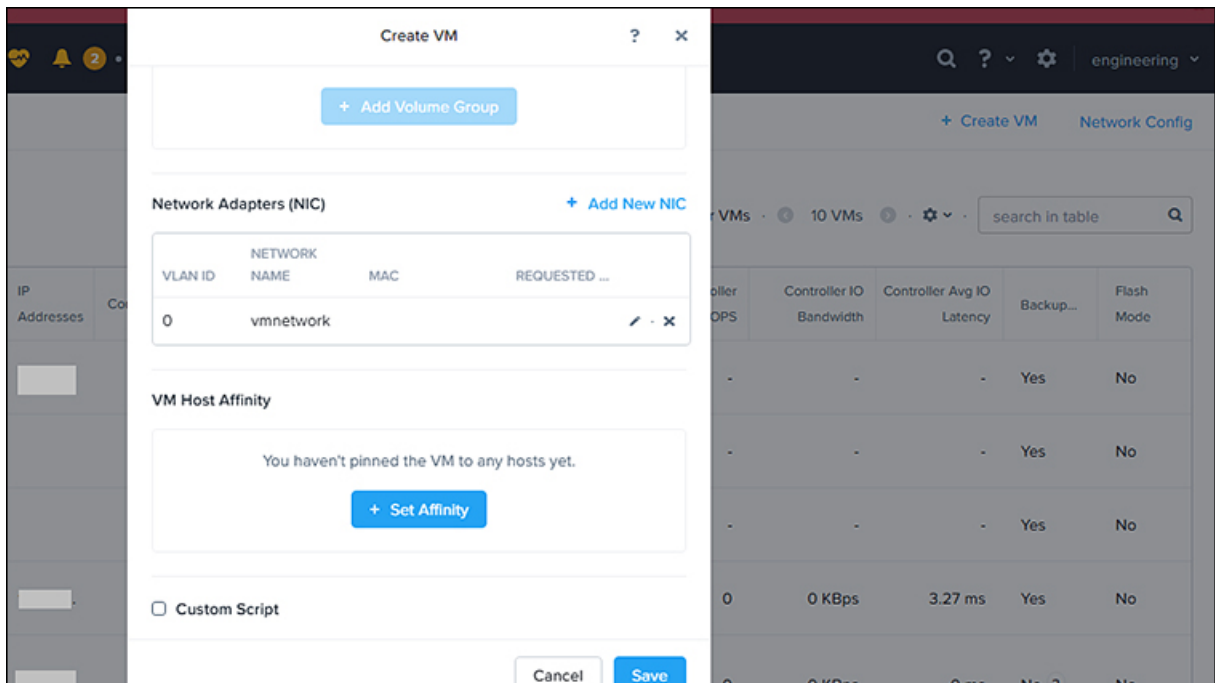 Create VM ? ×
2
? engineering
+ Add Volume Group
+ Create VM Network Config
Network Adapters (NIC) + Add New NIC
VMs · 10 VMs · · search in table
VLAN ID NETWORK NAME MAC REQUESTED ...
0 vmnetwork
IP Addresses Controller IO Bandwidth Controller Avg IO Latency Backup... Flash Mode
- - - Yes No
VM Host Affinity
You haven't pinned the VM to any hosts yet.
- - - Yes No
+ Set Affinity
- - - Yes No
Custom Script
0 0 KBps 3.27 ms Yes No
Cancel Save